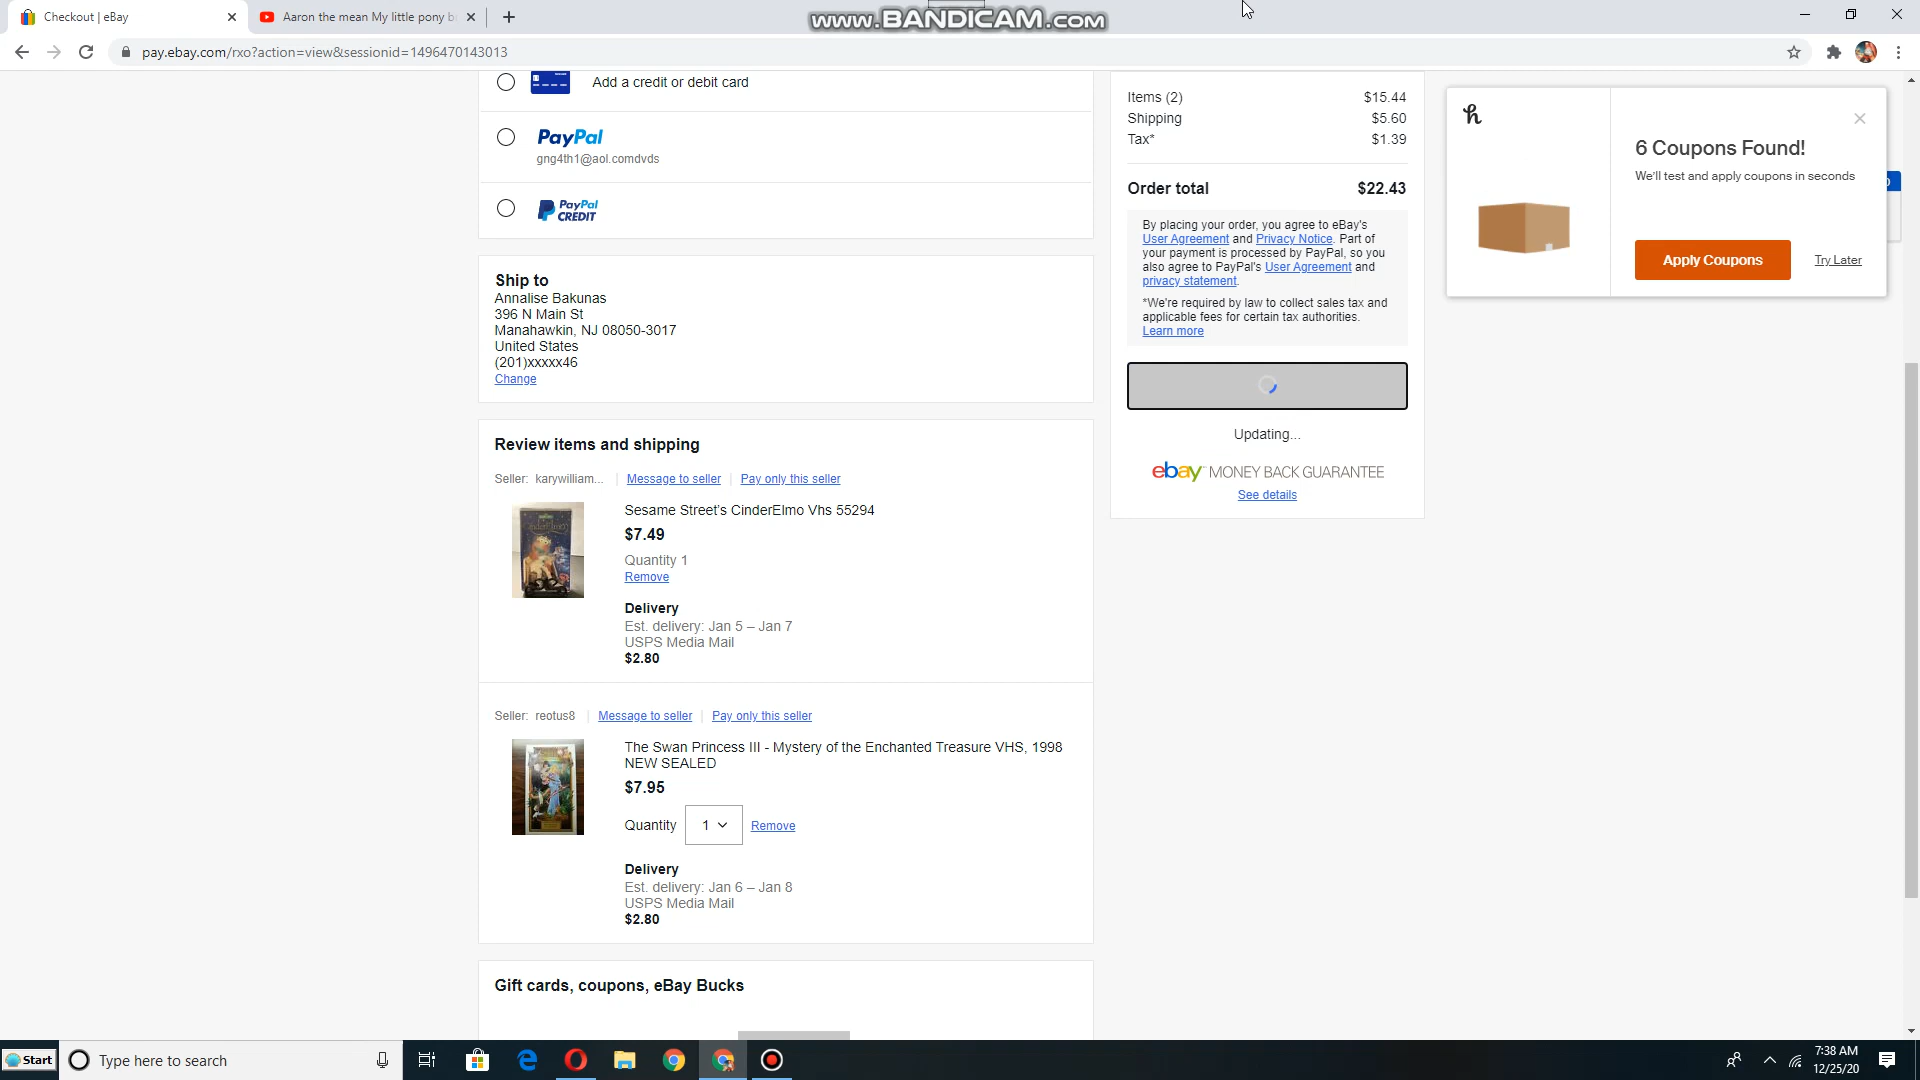 Checkout | eBay
Aaron the mean My little pony b
www.BANDICAM.com
pay.ebay.com/rxo?action=view&sessionid=1496470143013
Add a credit or debit card
PayPal
gng4th1@aol.comdvds
PayPal
CREDIT
Ship to
Annalise Bakunas
396 N Main St
Manahawkin, NJ 08050-3017
United States
(201)xxxxx46
Change
Review items and shipping
Seller: karywilliam...
Message to seller
Pay only this seller
Sesame Street's CinderElmo Vhs 55294
$7.49
Quantity 1
Remove
Delivery
Est. delivery: Jan 5 – Jan 7
USPS Media Mail
$2.80
Seller: reotus8
Message to seller
Pay only this seller
The Swan Princess III - Mystery of the Enchanted Treasure VHS, 1998
NEW SEALED
$7.95
Quantity 1 Remove
Delivery
Est. delivery: Jan 6 – Jan 8
USPS Media Mail
$2.80
Gift cards, coupons, eBay Bucks
Items (2) $15.44
Shipping $5.60
Tax* $1.39
Order total $22.43
By placing your order, you agree to eBay's
User Agreement and Privacy Notice. Part of
your payment is processed by PayPal, so you
also agree to PayPal's User Agreement and
privacy statement.
*We're required by law to collect sales tax and
applicable fees for certain tax authorities.
Learn more
Updating...
ebay MONEY BACK GUARANTEE
See details
h
6 Coupons Found!
We'll test and apply coupons in seconds
Apply Coupons
Try Later
Start
Type here to search
7:38 AM
12/25/20